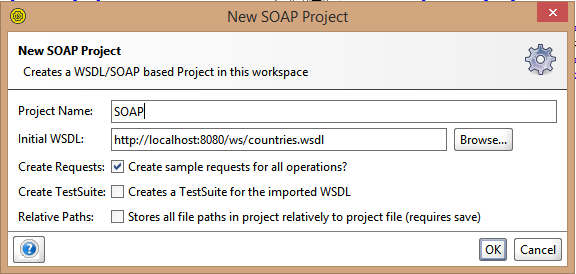 New SOAP Project
New SOAP Project
Creates a WSDL/SOAP based Project in this workspace
Project Name: SOAP
Initial WSDL: http://localhost:8080/ws/countries.wsdl Browse...
Create Requests: Create sample requests for all operations?
Create TestSuite: Creates a TestSuite for the imported WSDL
Relative Paths: Stores all file paths in project relatively to project file (requires save)
? OK Cancel